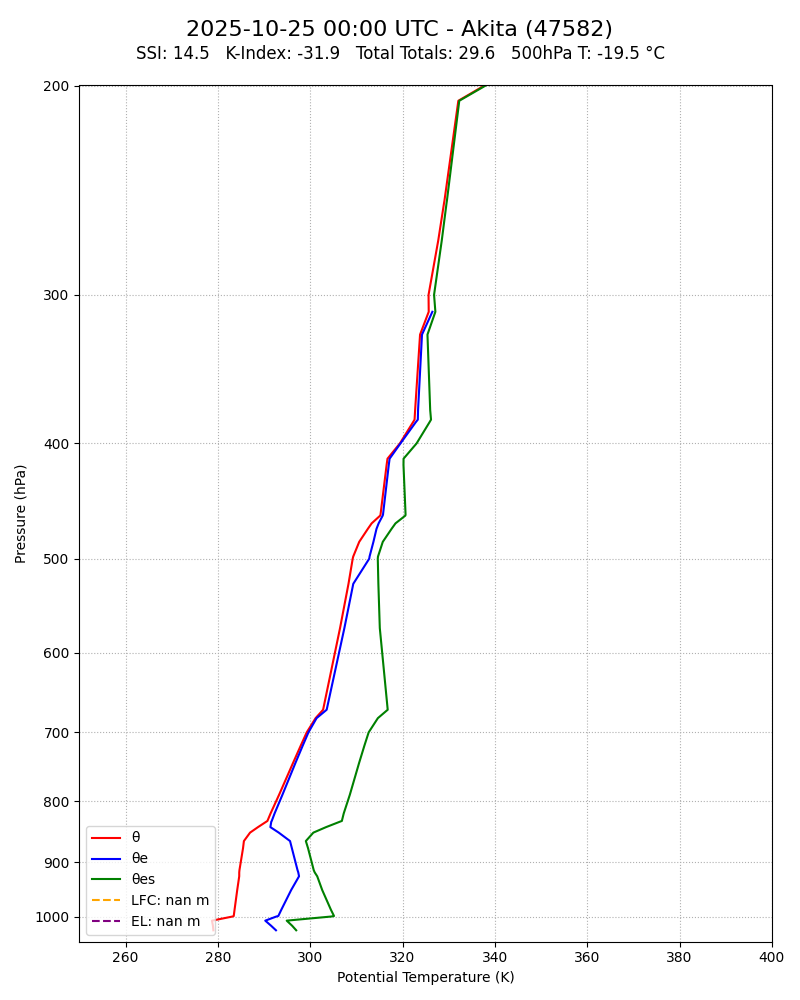 2025-10-25 00:00 UTC - Akita (47582)
SSI: 14.5   K-Index: -31.9   Total Totals: 29.6   500hPa T: -19.5 °C
200
300
400
500
600
700
800
900
1000
Pressure (hPa)
θ
θe
θes
LFC: nan m
EL: nan m
260
280
300
320
340
360
380
400
Potential Temperature (K)